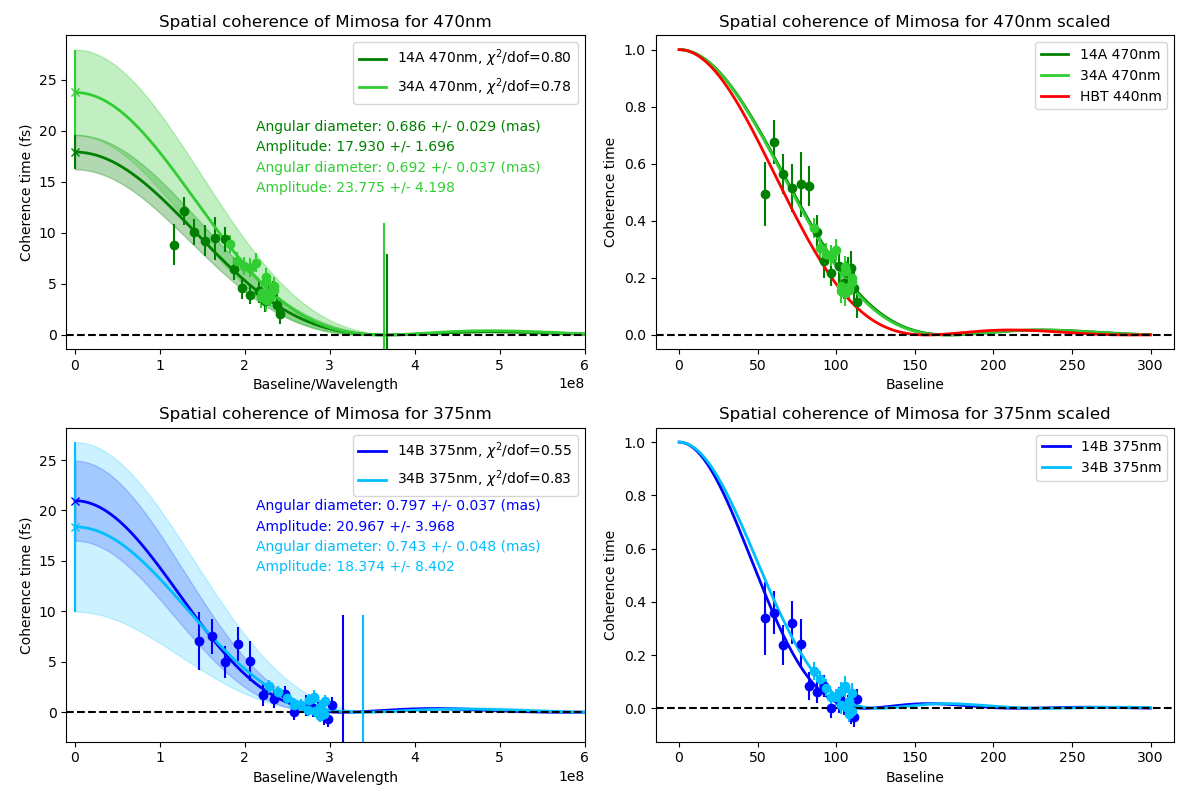 Spatial coherence of Mimosa for 470nm
Coherence time (fs)
25
20
15
10
5
0
14A 470nm, χ²/dof=0.80
34A 470nm, χ²/dof=0.78
Angular diameter: 0.686 +/- 0.029 (mas)
Amplitude: 17.930 +/- 1.696
Angular diameter: 0.692 +/- 0.037 (mas)
Amplitude: 23.775 +/- 4.198
0 1 2 3 4 5 6
1e8
Baseline/Wavelength
Spatial coherence of Mimosa for 470nm scaled
Coherence time
1.0
0.8
0.6
0.4
0.2
0.0
14A 470nm
34A 470nm
HBT 440nm
0 50 100 150 200 250 300
Baseline
Spatial coherence of Mimosa for 375nm
Coherence time (fs)
25
20
15
10
5
0
14B 375nm, χ²/dof=0.55
34B 375nm, χ²/dof=0.83
Angular diameter: 0.797 +/- 0.037 (mas)
Amplitude: 20.967 +/- 3.968
Angular diameter: 0.743 +/- 0.048 (mas)
Amplitude: 18.374 +/- 8.402
0 1 2 3 4 5 6
1e8
Baseline/Wavelength
Spatial coherence of Mimosa for 375nm scaled
Coherence time
1.0
0.8
0.6
0.4
0.2
0.0
14B 375nm
34B 375nm
0 50 100 150 200 250 300
Baseline